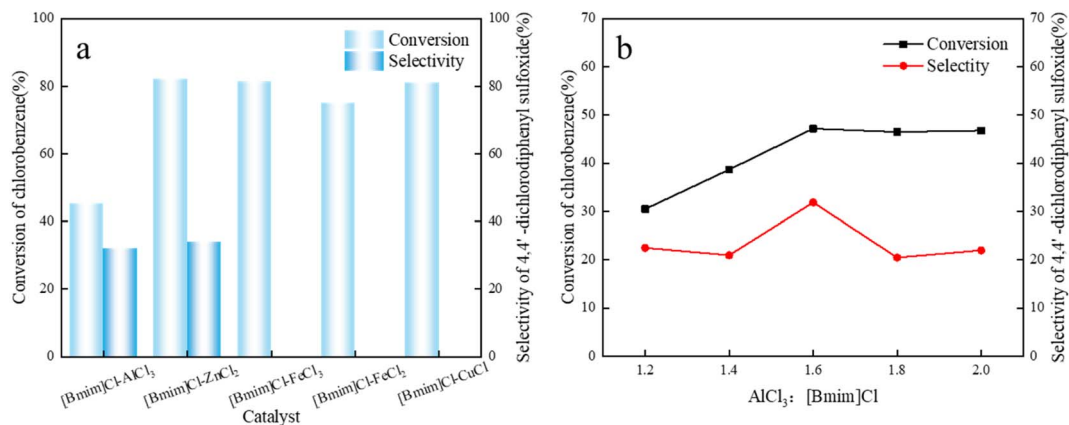 a
Conversion
Selectivity
Conversion of chlorobenzene(%)
100
80
60
40
20
0
100
80
60
40
20
0
Selectivity of 4,4' -dichlorodiphenyl sulfoxide(%)
[Bmim]Cl-AlCl3
[Bmim]Cl-ZnCl2
[Bmim]Cl-FeCl3
[Bmim]Cl-FeCl2
[Bmim]Cl-CuCl
Catalyst
b
Conversion
Selectity
Conversion of chlorobenzene(%)
70
60
50
40
30
20
10
0
70
60
50
40
30
20
10
0
Selectivity of 4,4' -dichlorodiphenyl sulfoxide(%)
1.2 1.4 1.6 1.8 2.0
AlCl3: [Bmim]Cl